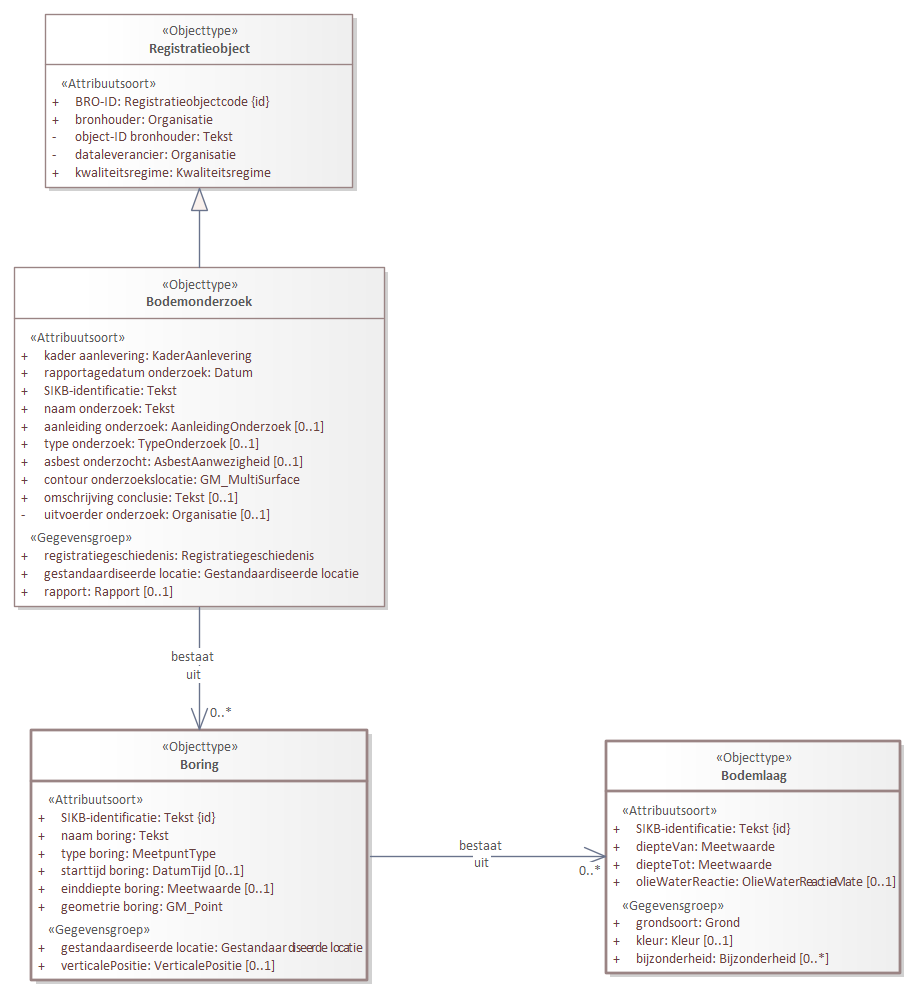 «Objecttype»
Registratieobject
«Attribuutsoort»
+ BRO-ID: Registratieobjectcode {id}
+ bronhouder: Organisatie
- object-ID bronhouder: Tekst
- dataleverancier: Organisatie
+ kwaliteitsregime: Kwaliteitsregime
«Objecttype»
Bodemonderzoek
«Attribuutsoort»
+ kader aanlevering: KaderAanlevering
+ rapportagedatum onderzoek: Datum
+ SIKB-identificatie: Tekst
+ naam onderzoek: Tekst
+ aanleiding onderzoek: AanleidingOnderzoek [0..1]
+ type onderzoek: TypeOnderzoek [0..1]
+ asbest onderzocht: AsbestAanwezigheid [0..1]
+ contour onderzoekslocatie: GM_MultiSurface
+ omschrijving conclusie: Tekst [0..1]
- uitvoerder onderzoek: Organisatie [0..1]
«Gegevensgroep»
+ registratiegeschiedenis: Registratiegeschiedenis
+ gestandaardiseerde locatie: Gestandaardiseerde locatie
+ rapport: Rapport [0..1]
bestaat
uit
0..*
«Objecttype»
Boring
«Attribuutsoort»
+ SIKB-identificatie: Tekst {id}
+ naam boring: Tekst
+ type boring: MeetpuntType
+ starttijd boring: DatumTijd [0..1]
+ einddiepte boring: Meetwaarde [0..1]
+ geometrie boring: GM_Point
«Gegevensgroep»
+ gestandaardiseerde locatie: Gestandaardiseerde locatie
+ verticalePositie: VerticalePositie [0..1]
bestaat
uit
0..*
«Objecttype»
Bodemlaag
«Attribuutsoort»
+ SIKB-identificatie: Tekst {id}
+ diepteVan: Meetwaarde
+ diepteTot: Meetwaarde
+ olieWaterReactie: OlieWaterReactieMate [0..1]
«Gegevensgroep»
+ grondsoort: Grond
+ kleur: Kleur [0..1]
+ bijzonderheid: Bijzonderheid [0..*]